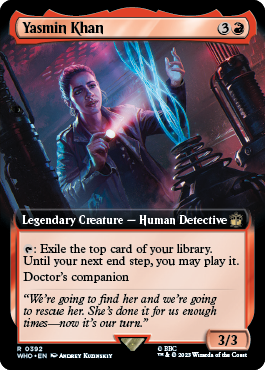 Yasmin Khan 3
Legendary Creature — Human Detective
: Exile the top card of your library.
Until your next end step, you may play it.
Doctor's companion
“We're going to find her and we're
going to rescue her. She's done it for us enough
times—now it's our turn.”
3/3
R 0392
WHO • EN Andrey Kuzinskiy
© BBC
™ & © 2023 Wizards of the Coast